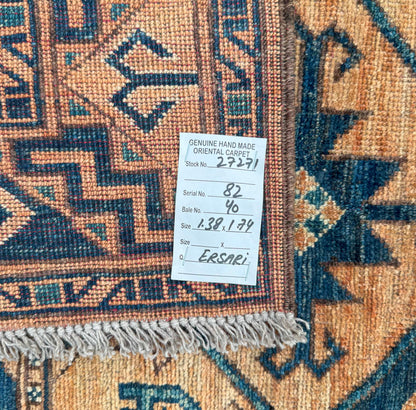 GENUINE HAND MADE
ORIENTAL CARPET
Stock No. 27271
Serial No. 82
Bale No. 40
Size 1.38 x 1.79
Size x
Q. ERSARi